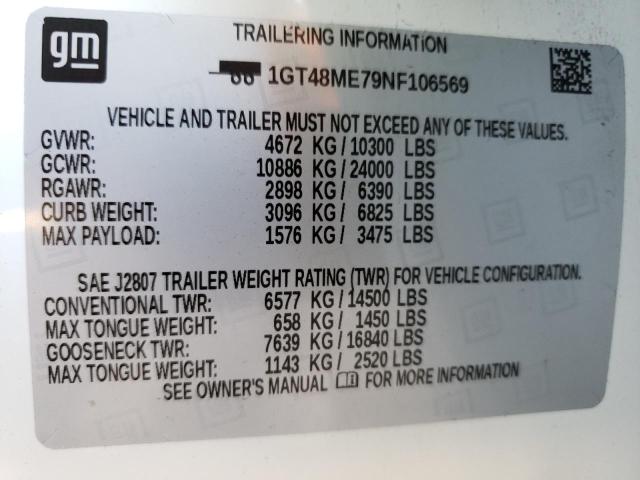 gm
TRAILERING INFORMATION
1GT48ME79NF106569
VEHICLE AND TRAILER MUST NOT EXCEED ANY OF THESE VALUES.
GVWR: 4672 KG/10300 LBS
GCWR: 10886 KG/24000 LBS
RGAWR: 2898 KG/ 6390 LBS
CURB WEIGHT: 3096 KG/ 6825 LBS
MAX PAYLOAD: 1576 KG/ 3475 LBS
SAE J2807 TRAILER WEIGHT RATING (TWR) FOR VEHICLE CONFIGURATION.
CONVENTIONAL TWR: 6577 KG/14500 LBS
MAX TONGUE WEIGHT: 658 KG/ 1450 LBS
GOOSENECK TWR: 7639 KG/16840 LBS
MAX TONGUE WEIGHT: 1143 KG/ 2520 LBS
SEE OWNER'S MANUAL FOR MORE INFORMATION